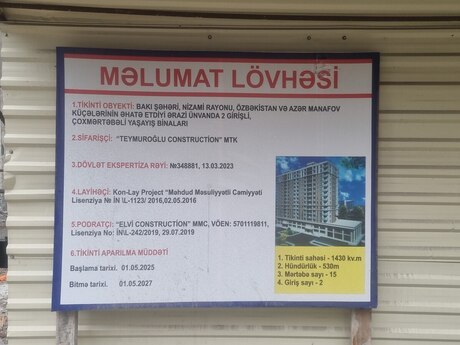 MƏLUMAT LÖVHƏSİ
1.TİKİNTİ OBYEKTİ: BAKI ŞƏHƏRİ, NİZAMİ RAYONU, ÖZBƏKİSTAN VƏ AZƏR MANAFOV
KÜÇƏLƏRİNİN ƏHATƏ ETDİYİ ƏRAZİ ÜNVANDA 2 GİRİŞLİ,
ÇOXMƏRTƏBƏLİ YAŞAYIŞ BİNALARI
2.SİFARİŞÇİ: “TEYMUROĞLU CONSTRUCTİON” MTK
3.DÖVLƏT EKSPERTİZA RƏYİ: №348881, 13.03.2023
4.LAYİHƏÇİ: Kon-Lay Project “Məhdud Məsuliyyətli Cəmiyyəti
Lisenziya № İN \L-1123/ 2016,02.05.2016
5.PODRATÇI: “ELVİ CONSTRUCTİON” MMC, VÖEN: 5701119811,
Lisenziya No: İN\L-242/2019, 29.07.2019
6.TİKİNTİ APARILMA MÜDDƏTİ
Başlama tarixi. 01.05.2025
Bitmə tarixi. 01.05.2027
1. Tikinti sahəsi - 1430 kv.m
2. Hündürlük - 530m
3. Mərtəbə sayı - 15
4. Giriş sayı - 2